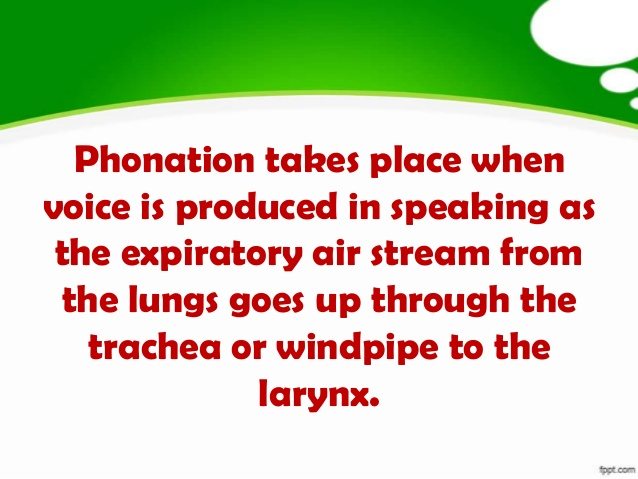 Phonation takes place when
voice is produced in speaking as
the expiratory air stream from
the lungs goes up through the
trachea or windpipe to the
larynx.
fppt.com